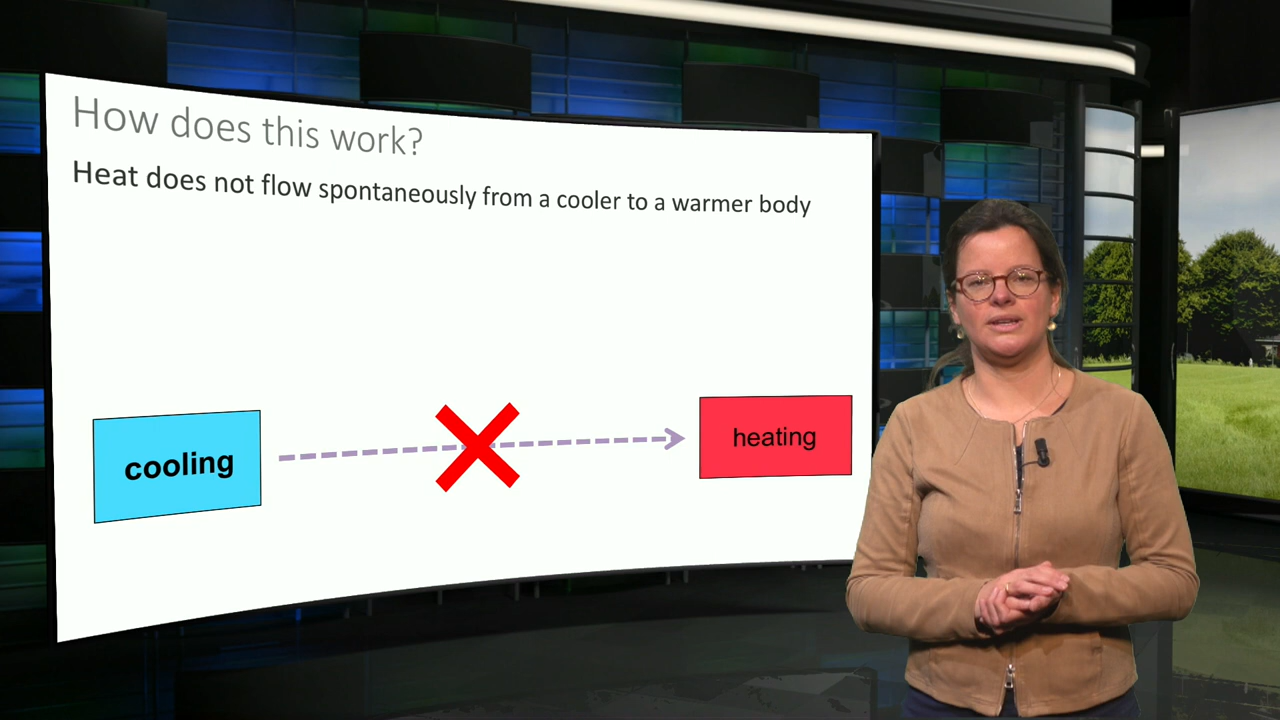 How does this work?
Heat does not flow spontaneously from a cooler to a warmer body
cooling
heating